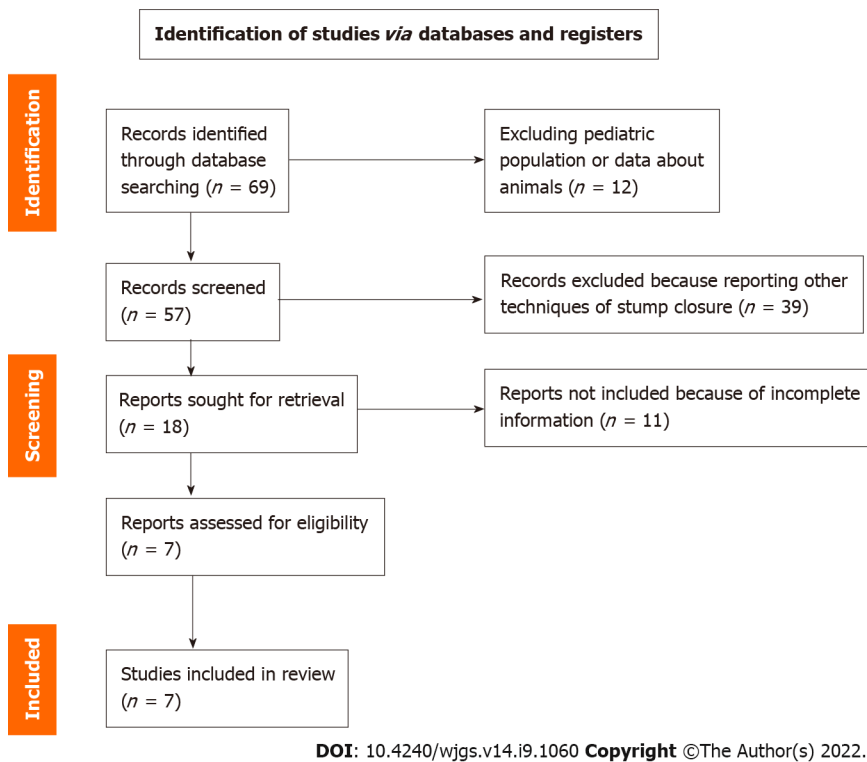 Identification of studies via databases and registers
Identification
Records identified
through database
searching (n = 69)
Excluding pediatric
population or data about
animals (n = 12)
Records screened
(n = 57)
Records excluded because reporting other
techniques of stump closure (n = 39)
Screening
Reports sought for retrieval
(n = 18)
Reports not included because of incomplete
information (n = 11)
Reports assessed for eligibility
(n = 7)
Included
Studies included in review
(n = 7)
DOI: 10.4240/wjgs.v14.i9.1060 Copyright ©The Author(s) 2022.